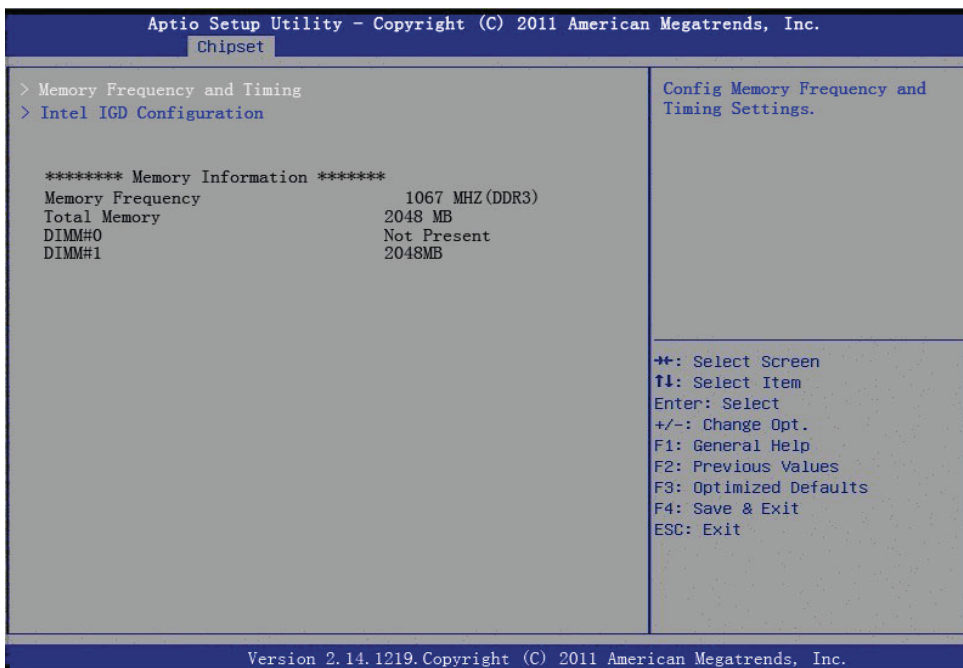 Aptio Setup Utility - Copyright (C) 2011 American Megatrends, Inc.
Chipset
> Memory Frequency and Timing
> Intel IGD Configuration
******** Memory Information *******
Memory Frequency 1067 MHZ(DDR3)
Total Memory 2048 MB
DIMM#0 Not Present
DIMM#1 2048MB
Config Memory Frequency and
Timing Settings.
→←: Select Screen
↑↓: Select Item
Enter: Select
+/-: Change Opt.
F1: General Help
F2: Previous Values
F3: Optimized Defaults
F4: Save & Exit
ESC: Exit
Version 2.14.1219.Copyright (C) 2011 American Megatrends, Inc.